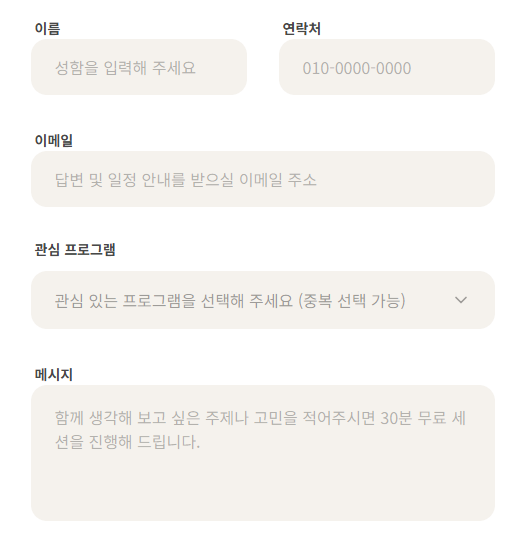 이름
연락처
성함을 입력해 주세요
010-0000-0000
이메일
답변 및 일정 안내를 받으실 이메일 주소
관심 프로그램
관심 있는 프로그램을 선택해 주세요 (중복 선택 가능)
메시지
함께 생각해 보고 싶은 주제나 고민을 적어주시면 30분 무료 세
션을 진행해 드립니다.